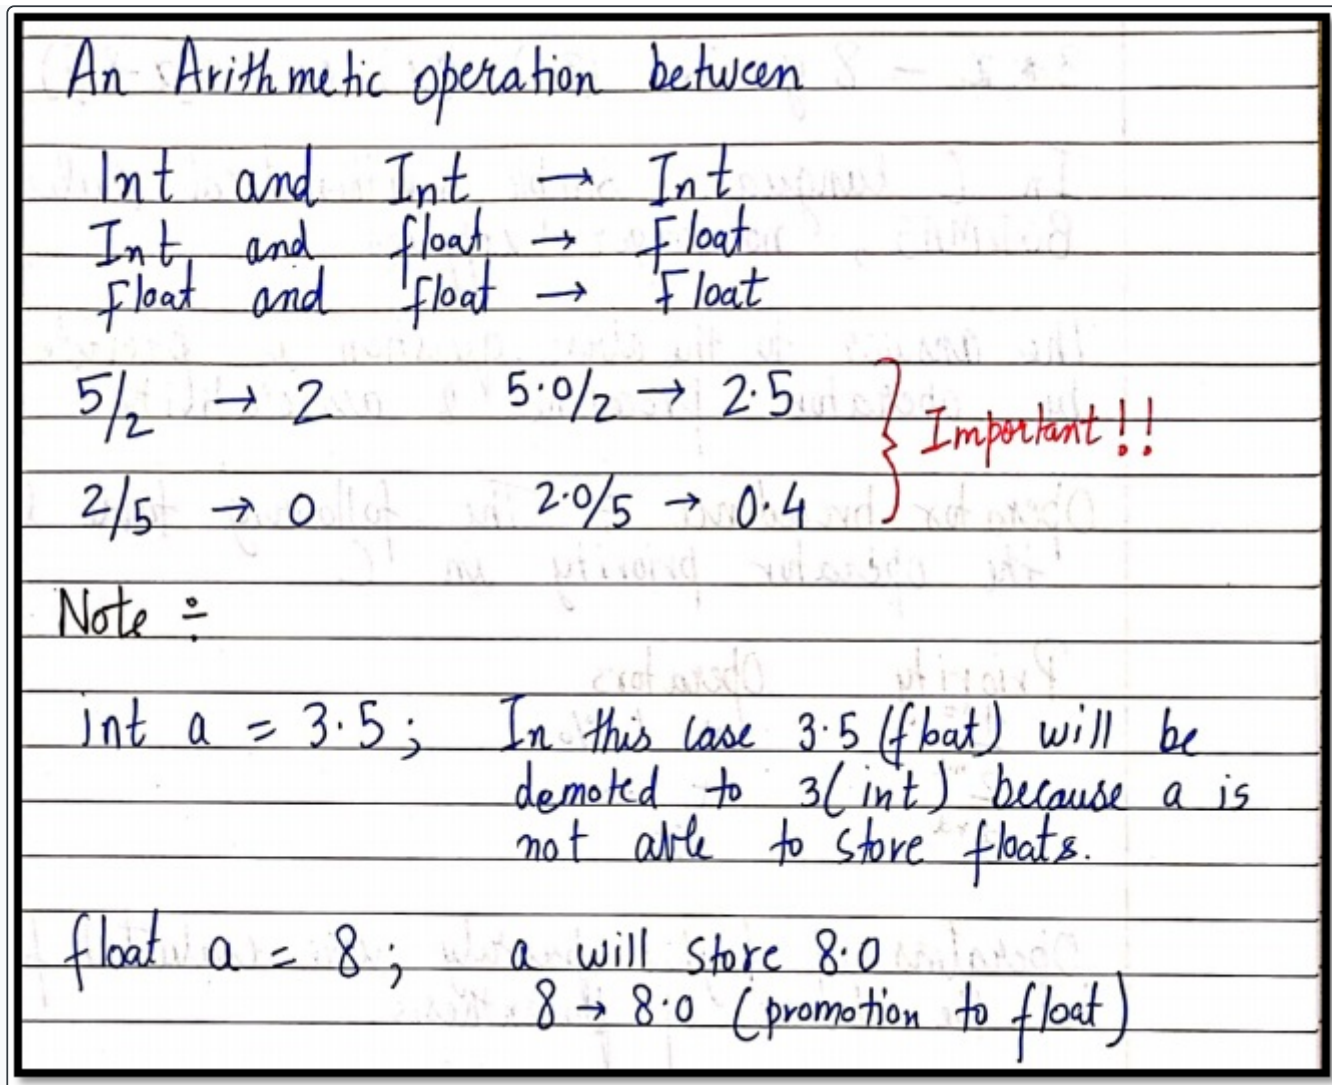 An Arithmetic operation between
Int and Int → Int
Int and float → Float
Float and float → Float
5/2 → 2 5.0/2 → 2.5
Important!!
2/5 → 0 2.0/5 → 0.4
Note ÷
int a = 3.5; In this case 3.5 (float) will be
demoted to 3(int) because a is
not able to store floats.
float a = 8; a will store 8.0
8 → 8.0 (promotion to float)